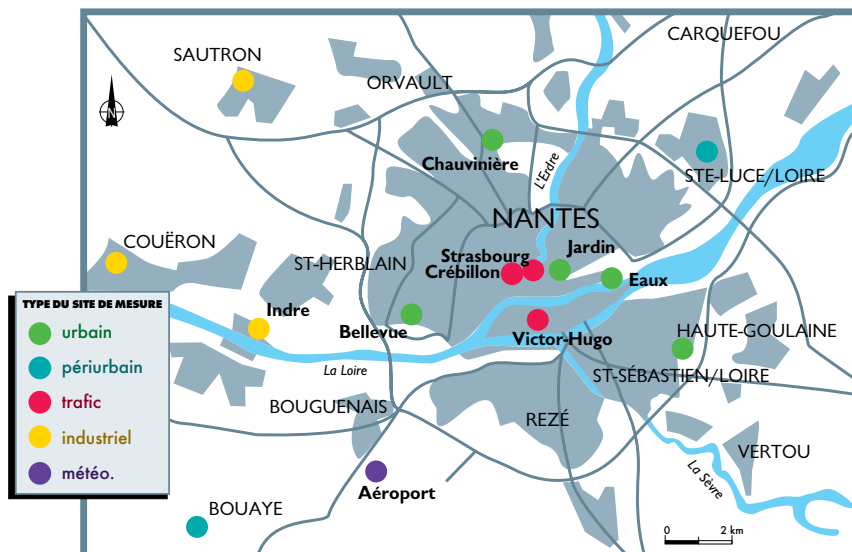 CARQUEFOU
SAUTRON
ORVAULT
N
Chauvinière
L'Erdre
STE-LUCE/LOIRE
NANTES
COUËRON
ST-HERBLAIN
Strasbourg
Jardin
Crébillon
Eaux
TYPE DU SITE DE MESURE
urbain
périurbain
trafic
industriel
météo.
Indre
Bellevue
Victor-Hugo
HAUTE-GOULAINE
La Loire
ST-SÉBASTIEN/LOIRE
BOUGUENAIS
REZÉ
VERTOU
La Sèvre
Aéroport
BOUAYE
0 2 km